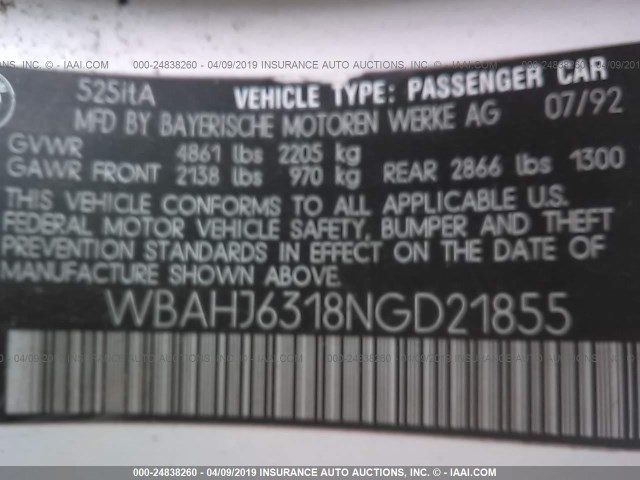 000-24838260 - 04/09/2019 INSURANCE AUTO AUCTIONS, INC. - © IAAI.COM
525itA VEHICLE TYPE: PASSENGER CAR
MFD BY BAYERISCHE MOTOREN WERKE AG 07/92
GVWR 4861 lbs 2205 kg
GAWR FRONT 2138 lbs 970 kg REAR 2866 lbs 1300
THIS VEHICLE CONFORMS TO ALL APPLICABLE U.S.
FEDERAL MOTOR VEHICLE SAFETY, BUMPER AND THEFT
PREVENTION STANDARDS IN EFFECT ON THE DATE OF
MANUFACTURE SHOWN ABOVE.
WBAHJ6318NGD21855
000-24838260 - 04/09/2019 INSURANCE AUTO AUCTIONS, INC. - © IAAI.COM